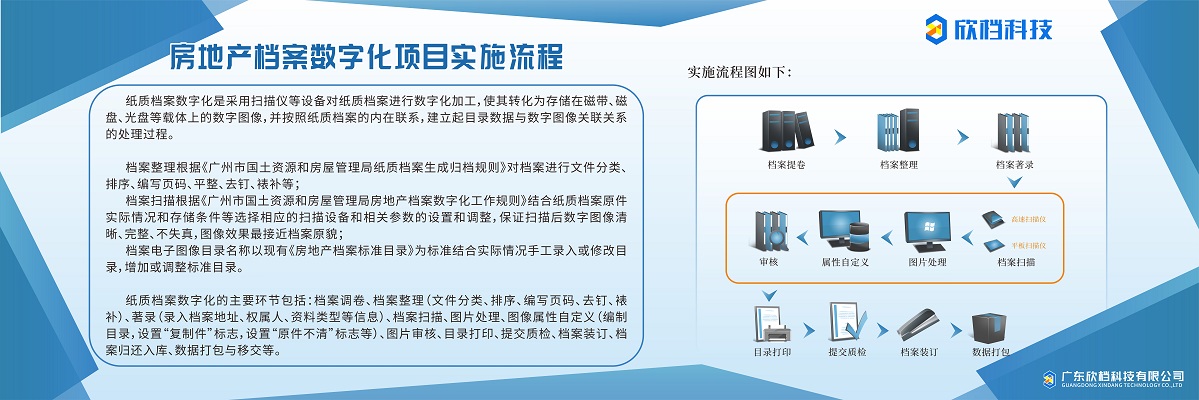 欣档科技
房地产档案数字化项目实施流程
纸质档案数字化是采用扫描仪等设备对纸质档案进行数字化加工，使其转化为存储在磁带、磁
盘、光盘等载体上的数字图像，并按照纸质档案的内在联系，建立起目录数据与数字图像关联关系
的处理过程。
档案整理根据《广州市国土资源和房屋管理局纸质档案生成归档规则》对档案进行文件分类、
排序、编写页码、平整、去钉、裱补等；
档案扫描根据《广州市国土资源和房屋管理局房地产档案数字化工作规则》结合纸质档案原件
实际情况和存储条件等选择相应的扫描设备和相关参数的设置和调整，保证扫描后数字图像清
晰、完整、不失真，图像效果最接近档案原貌；
档案电子图像目录名称以现有《房地产档案标准目录》为标准结合实际情况手工录入或修改目
录，增加或调整标准目录。
纸质档案数字化的主要环节包括：档案调卷、档案整理（文件分类、排序、编写页码、去钉、裱
补）、著录（录入档案地址、权属人、资料类型等信息）、档案扫描、图片处理、图像属性自定义（编制
目录，设置“复制件”标志，设置“原件不清”标志等）、图片审核、目录打印、提交质检、档案装订、档
案归还入库、数据打包与移交等。
实施流程图如下：
档案提卷 档案整理 档案著录
高速扫描仪
平板扫描仪
审核 属性自定义 图片处理 档案扫描
目录打印 提交质检 档案装订 数据打包
广东欣档科技有限公司
GUANGDONG XINDANG TECHNOLOGY CO.,LTD